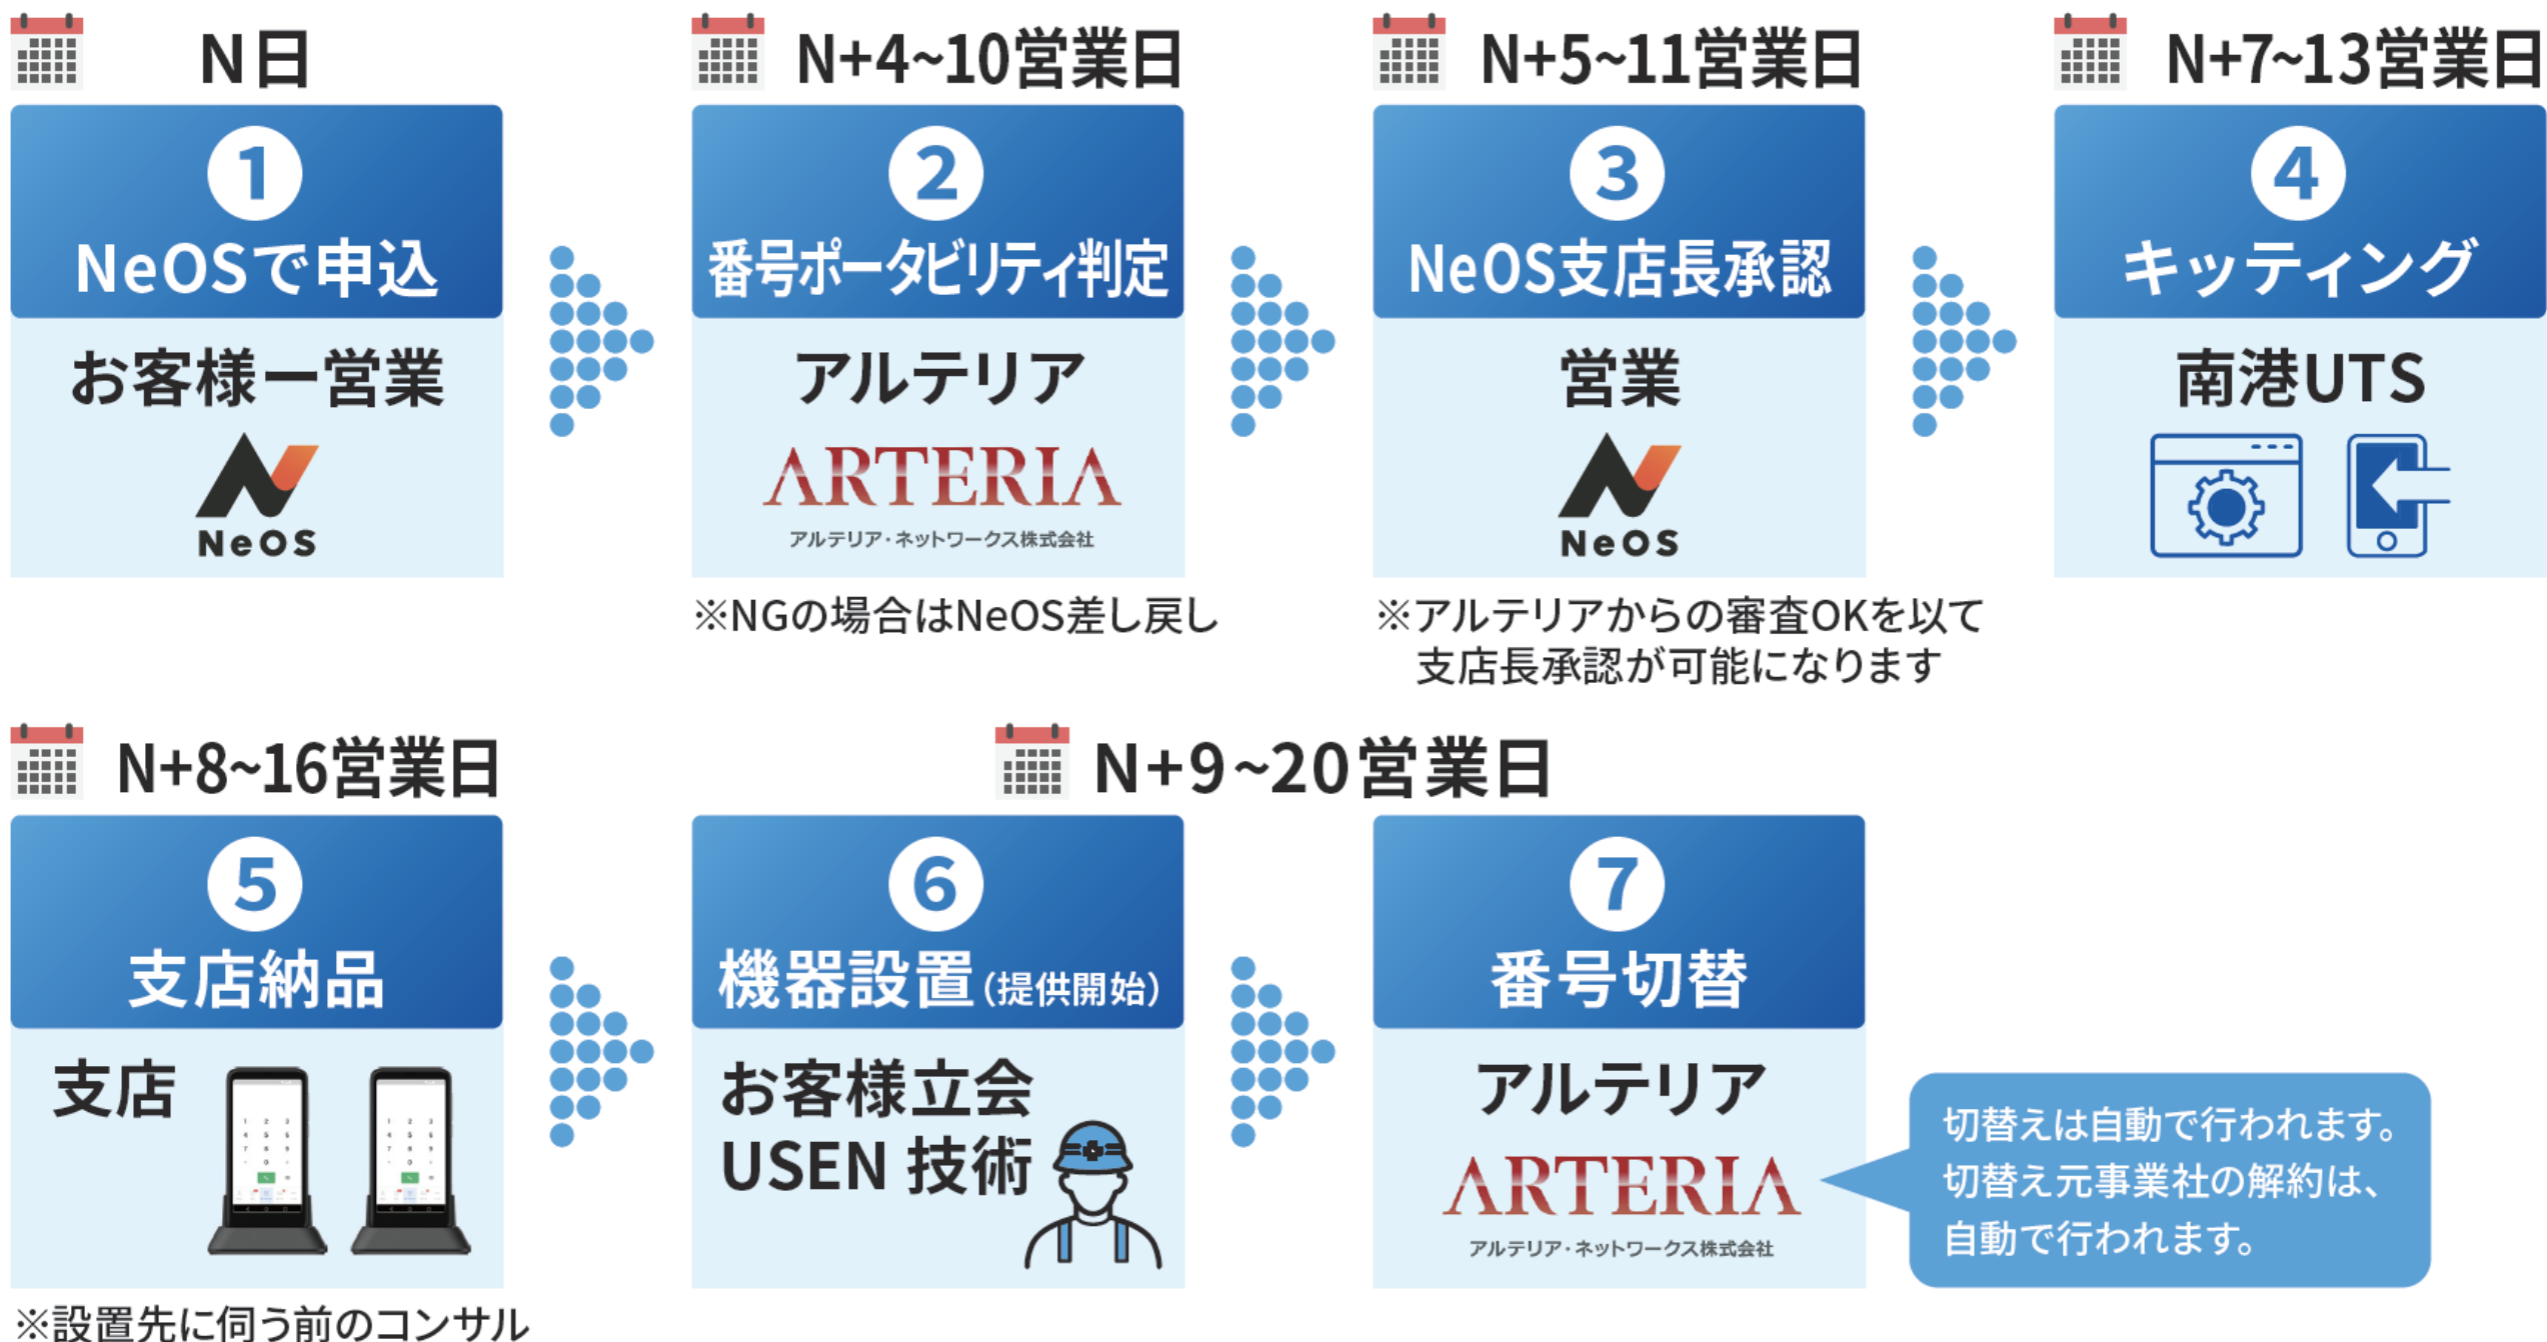 N日
1
NeOSで申込
お客様ー営業
NeOS
N+4~10営業日
2
番号ポータビリティ判定
アルテリア
ARTERIA
アルテリア・ネットワークス株式会社
※NGの場合はNeOS差し戻し
N+5~11営業日
3
NeOS支店長承認
営業
NeOS
※アルテリアからの審査OKを以て
支店長承認が可能になります
N+7~13営業日
4
キッティング
南港UTS
N+8~16営業日
5
支店納品
支店
※設置先に伺う前のコンサル
N+9~20営業日
6
機器設置(提供開始)
お客様立会
USEN 技術
7
番号切替
アルテリア
ARTERIA
アルテリア・ネットワークス株式会社
切替えは自動で行われます。
切替え元事業社の解約は、
自動で行われます。